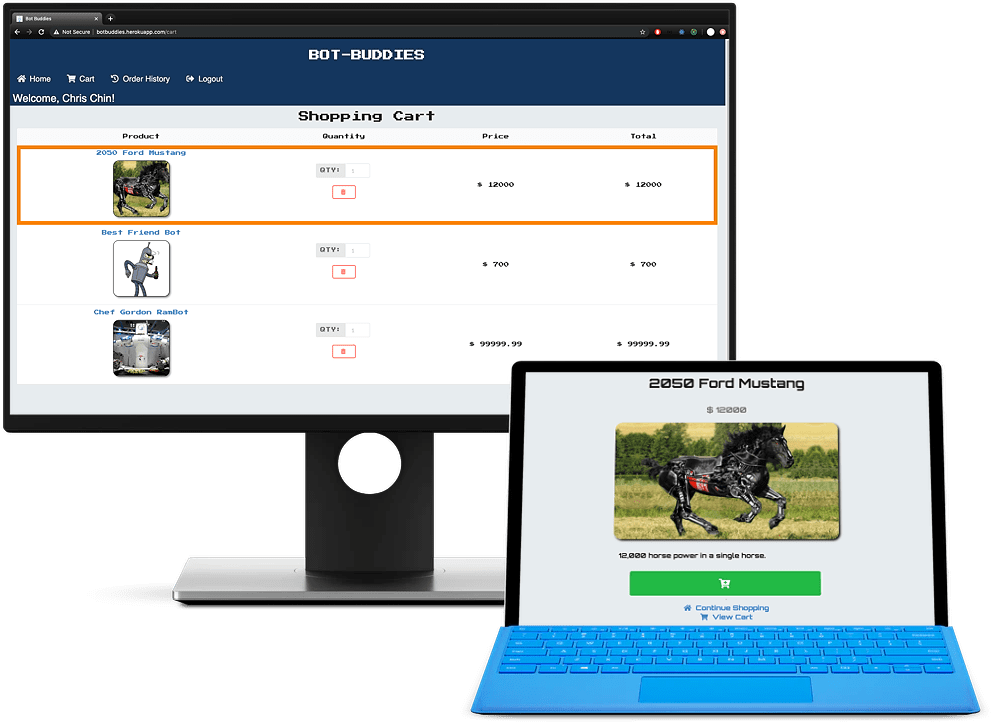 Bot Buddies
Not Secure | botbuddies.herokuapp.com/cart
BOT-BUDDIES
Home Cart Order History Logout
Welcome, Chris Chin!
Shopping Cart
Product Quantity Price Total
2050 Ford Mustang
QTY:
$ 12000 $ 12000
Best Friend Bot
QTY:
$ 700 $ 700
Chef Gordon RamBot
QTY:
$ 99999.99 $ 99999.99
2050 Ford Mustang
$ 12000
12,000 horse power in a single horse.
Continue Shopping
View Cart